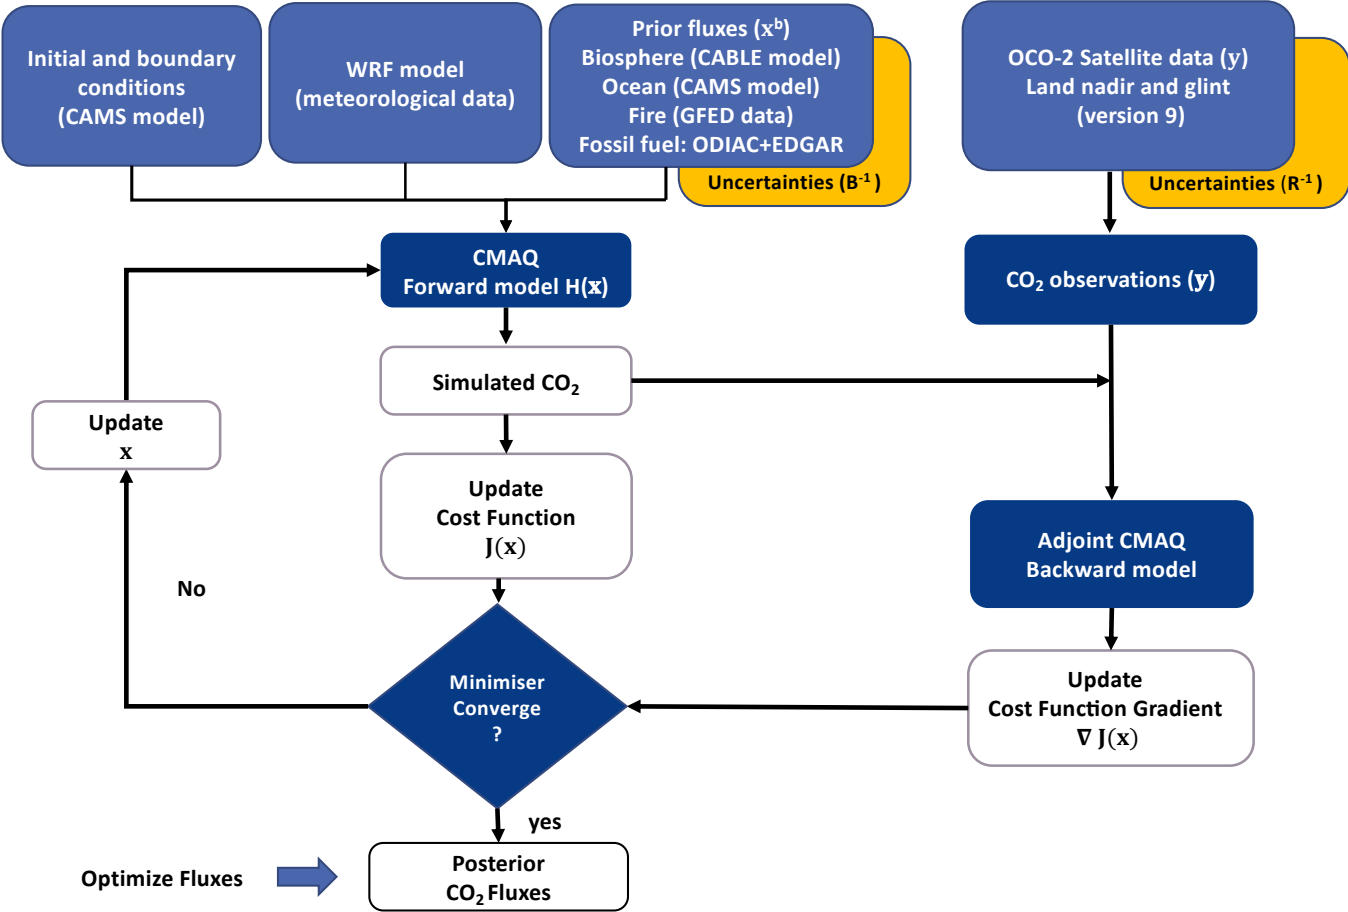 Initial and boundary
conditions
(CAMS model)
WRF model
(meteorological data)
Prior fluxes (xᵇ)
Biosphere (CABLE model)
Ocean (CAMS model)
Fire (GFED data)
Fossil fuel: ODIAC+EDGAR
Uncertainties (B⁻¹)
OCO-2 Satellite data (y)
Land nadir and glint
(version 9)
Uncertainties (R⁻¹)
CMAQ
Forward model H(x)
CO₂ observations (y)
Simulated CO₂
Update
x
Update
Cost Function
J(x)
Adjoint CMAQ
Backward model
No
Minimiser
Converge
?
Update
Cost Function Gradient
∇ J(x)
yes
Optimize Fluxes
Posterior
CO₂ Fluxes